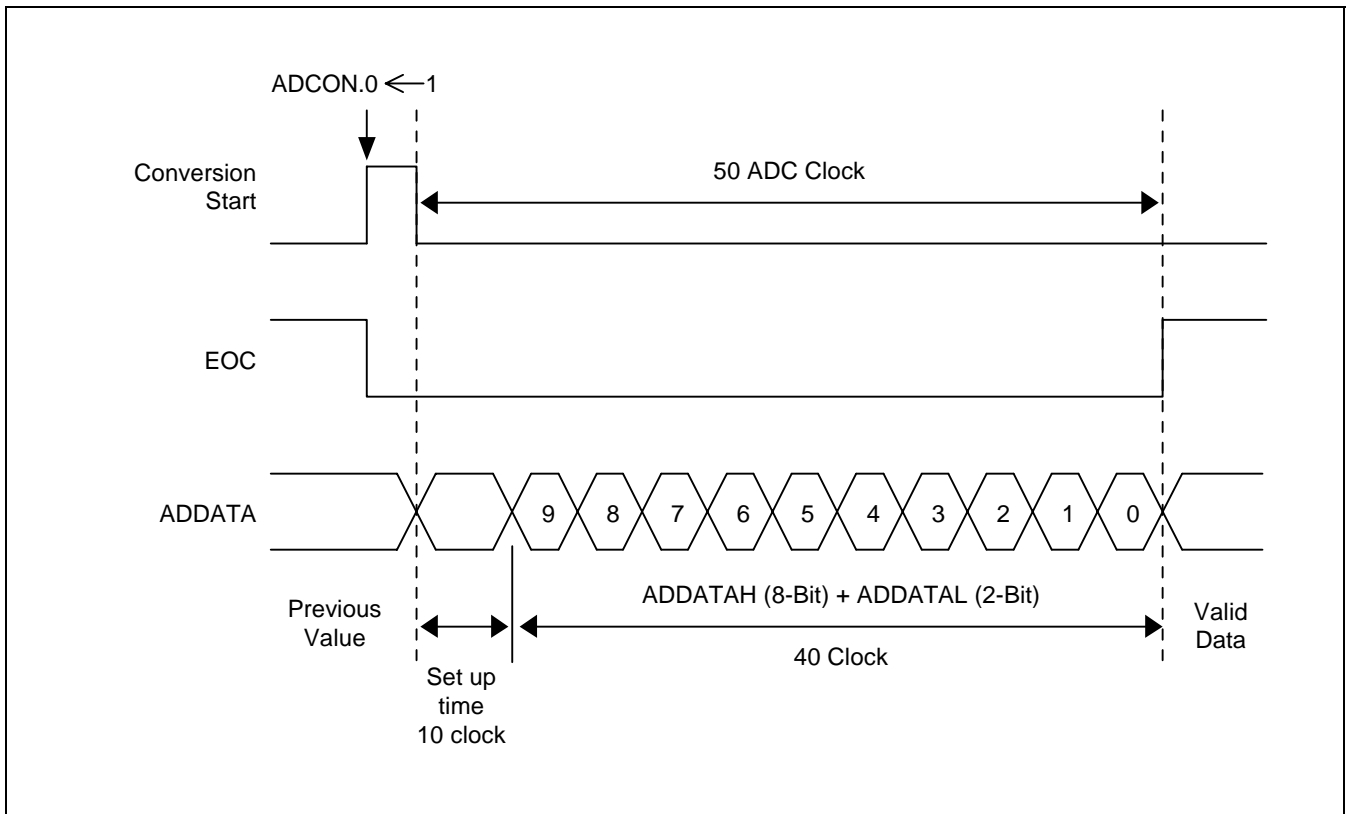 ADCON.0 ← 1
Conversion
Start
50 ADC Clock
EOC
ADDATA
9 8 7 6 5 4 3 2 1 0
Previous
Value
ADDATAH (8-Bit) + ADDATAL (2-Bit)
40 Clock
Valid
Data
Set up
time
10 clock